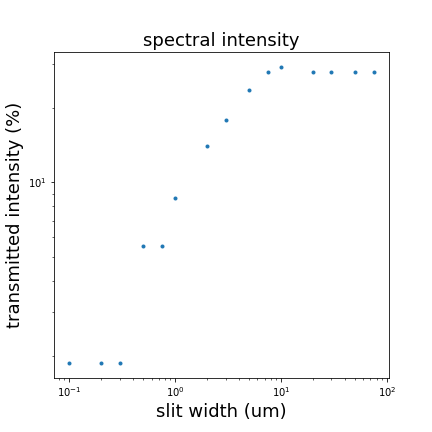 spectral intensity
transmitted intensity (%)
10¹
10⁻¹ 10⁰ 10¹ 10²
slit width (um)